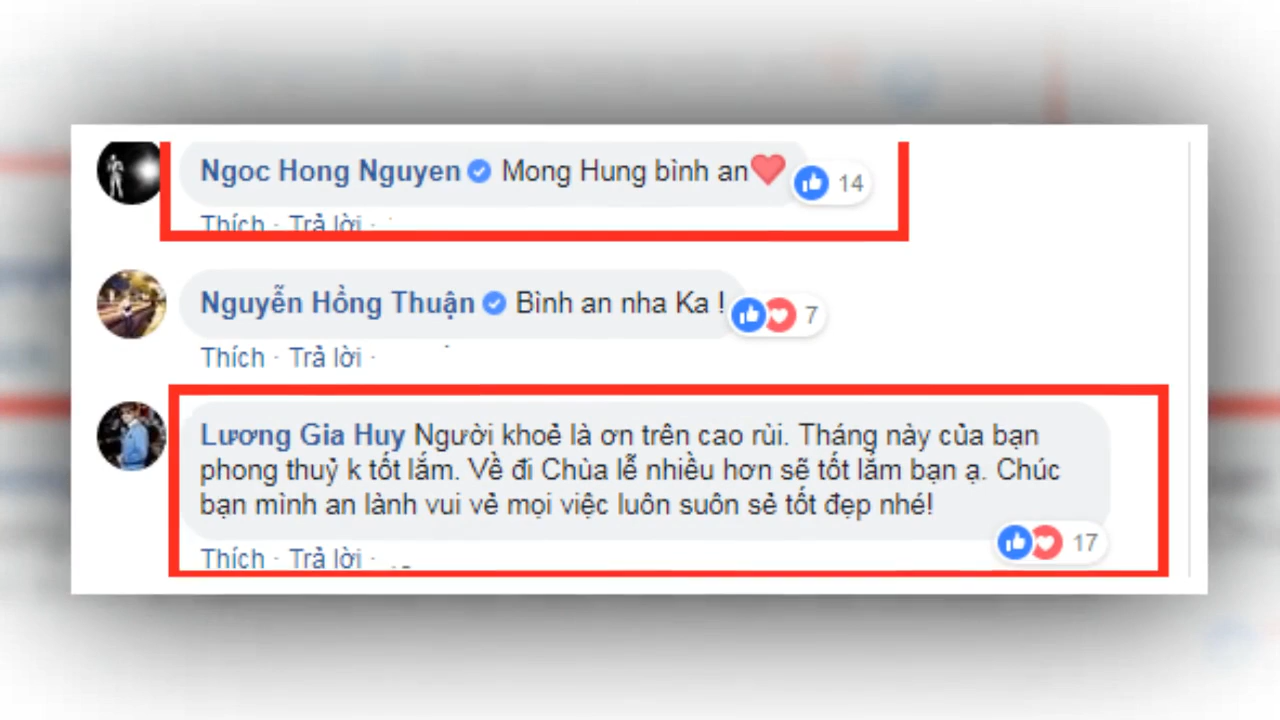 Ngoc Hong Nguyen Mong Hung bình an❤️ 14
Thích · Trả lời ·
Nguyễn Hồng Thuận Bình an nha Ka ! 7
Thích · Trả lời ·
Lương Gia Huy Người khoẻ là ơn trên cao rùi. Tháng này của bạn
phong thuỷ k tốt lắm. Về đi Chùa lễ nhiều hơn sẽ tốt lắm bạn ạ. Chúc
bạn mình an lành vui vẻ mọi việc luôn suôn sẻ tốt đẹp nhé!
17
Thích · Trả lời ·